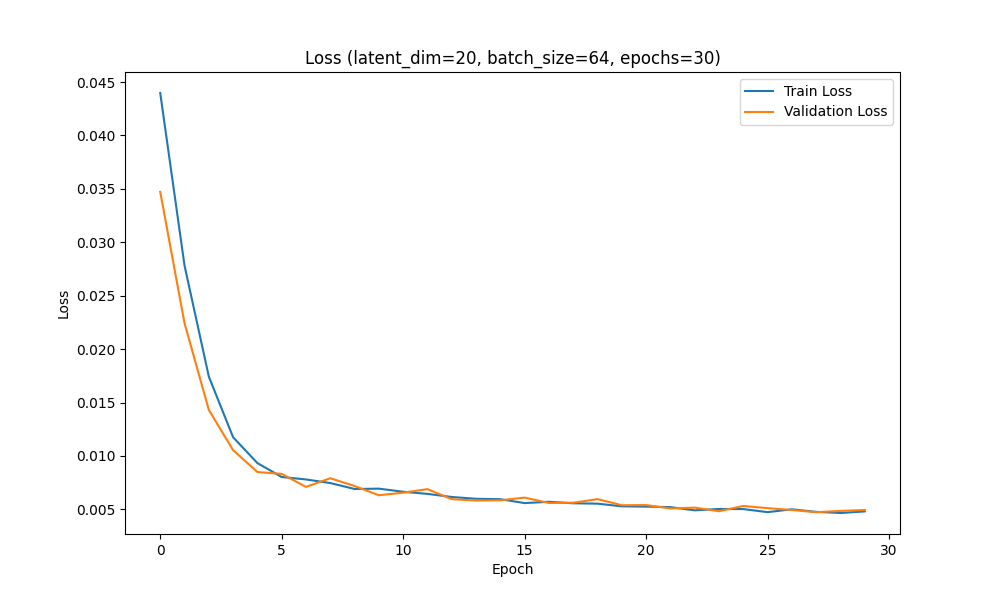 Loss (latent_dim=20, batch_size=64, epochs=30)
Train Loss
Validation Loss
0.045
0.040
0.035
0.030
0.025
0.020
0.015
0.010
0.005
Loss
0 5 10 15 20 25 30
Epoch